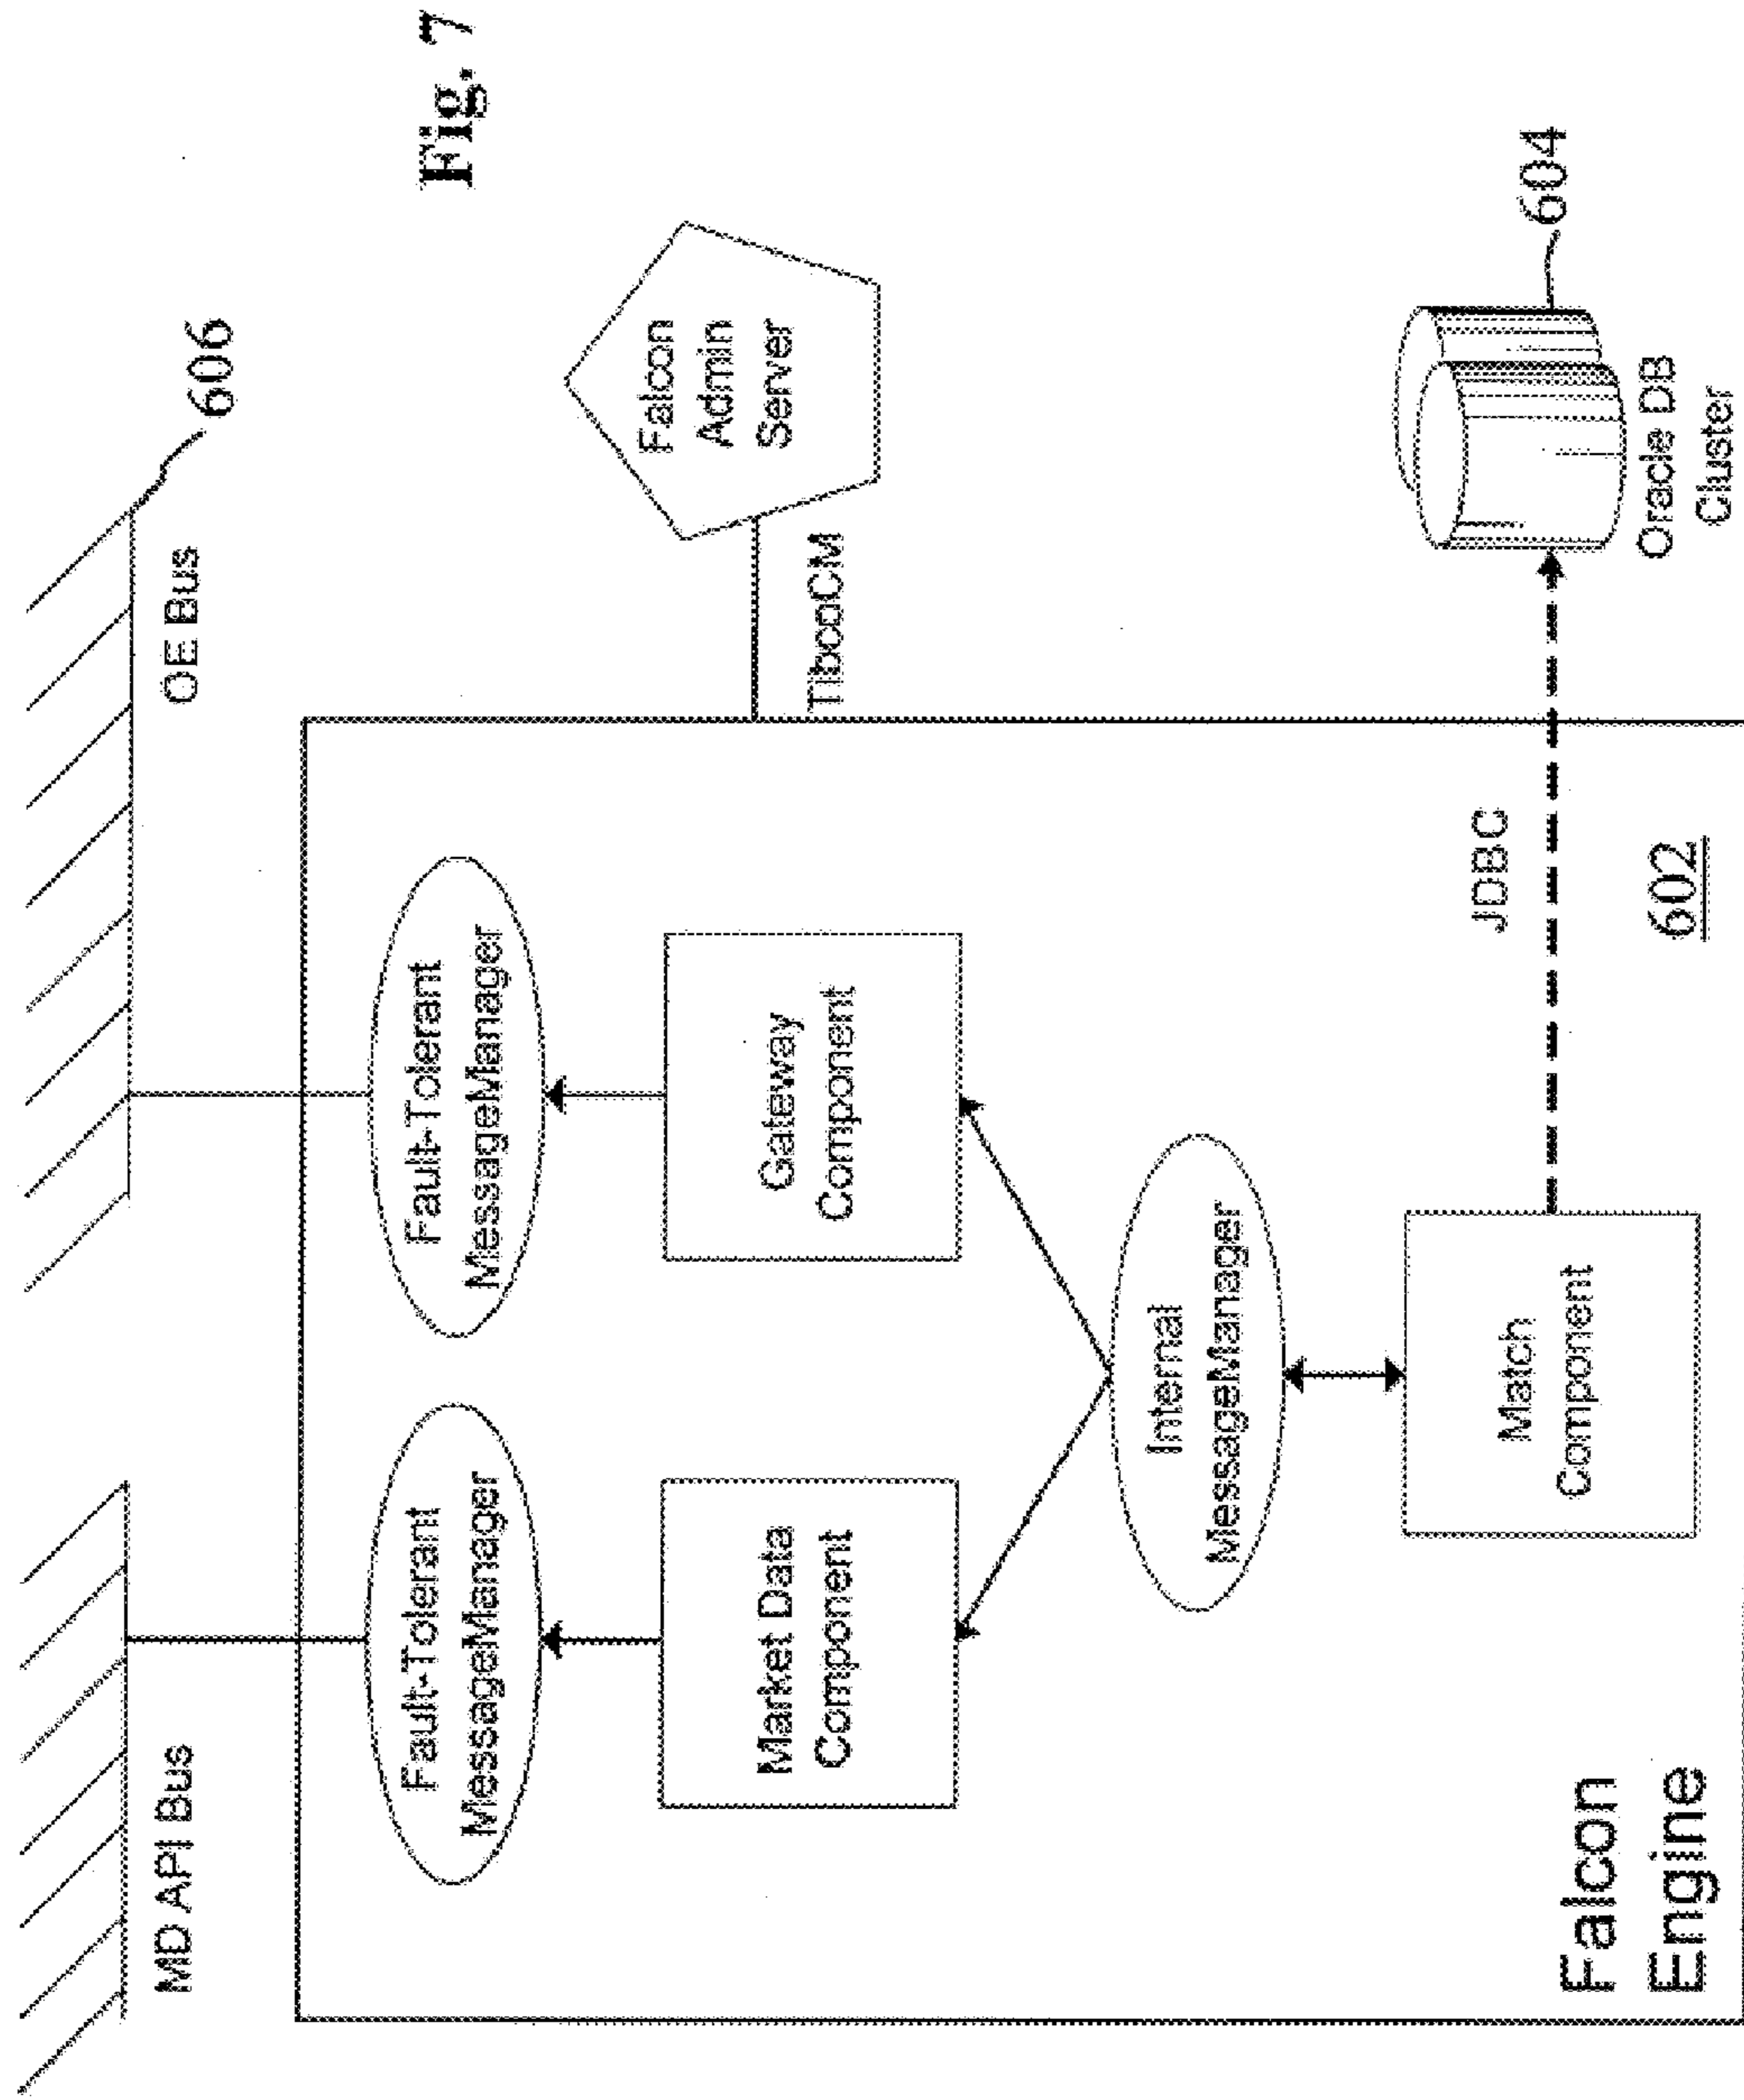 MD API Bus
OE Bus
606
Fig. 7
Fault-Tolerant
MessageManager
Fault-Tolerant
MessageManager
Market Data
Component
Gateway
Component
Falcon
Admin
Server
TibcoCM
Internal
MessageManager
Match
Component
JDBC
Oracle DB
Cluster
604
Falcon
Engine
602